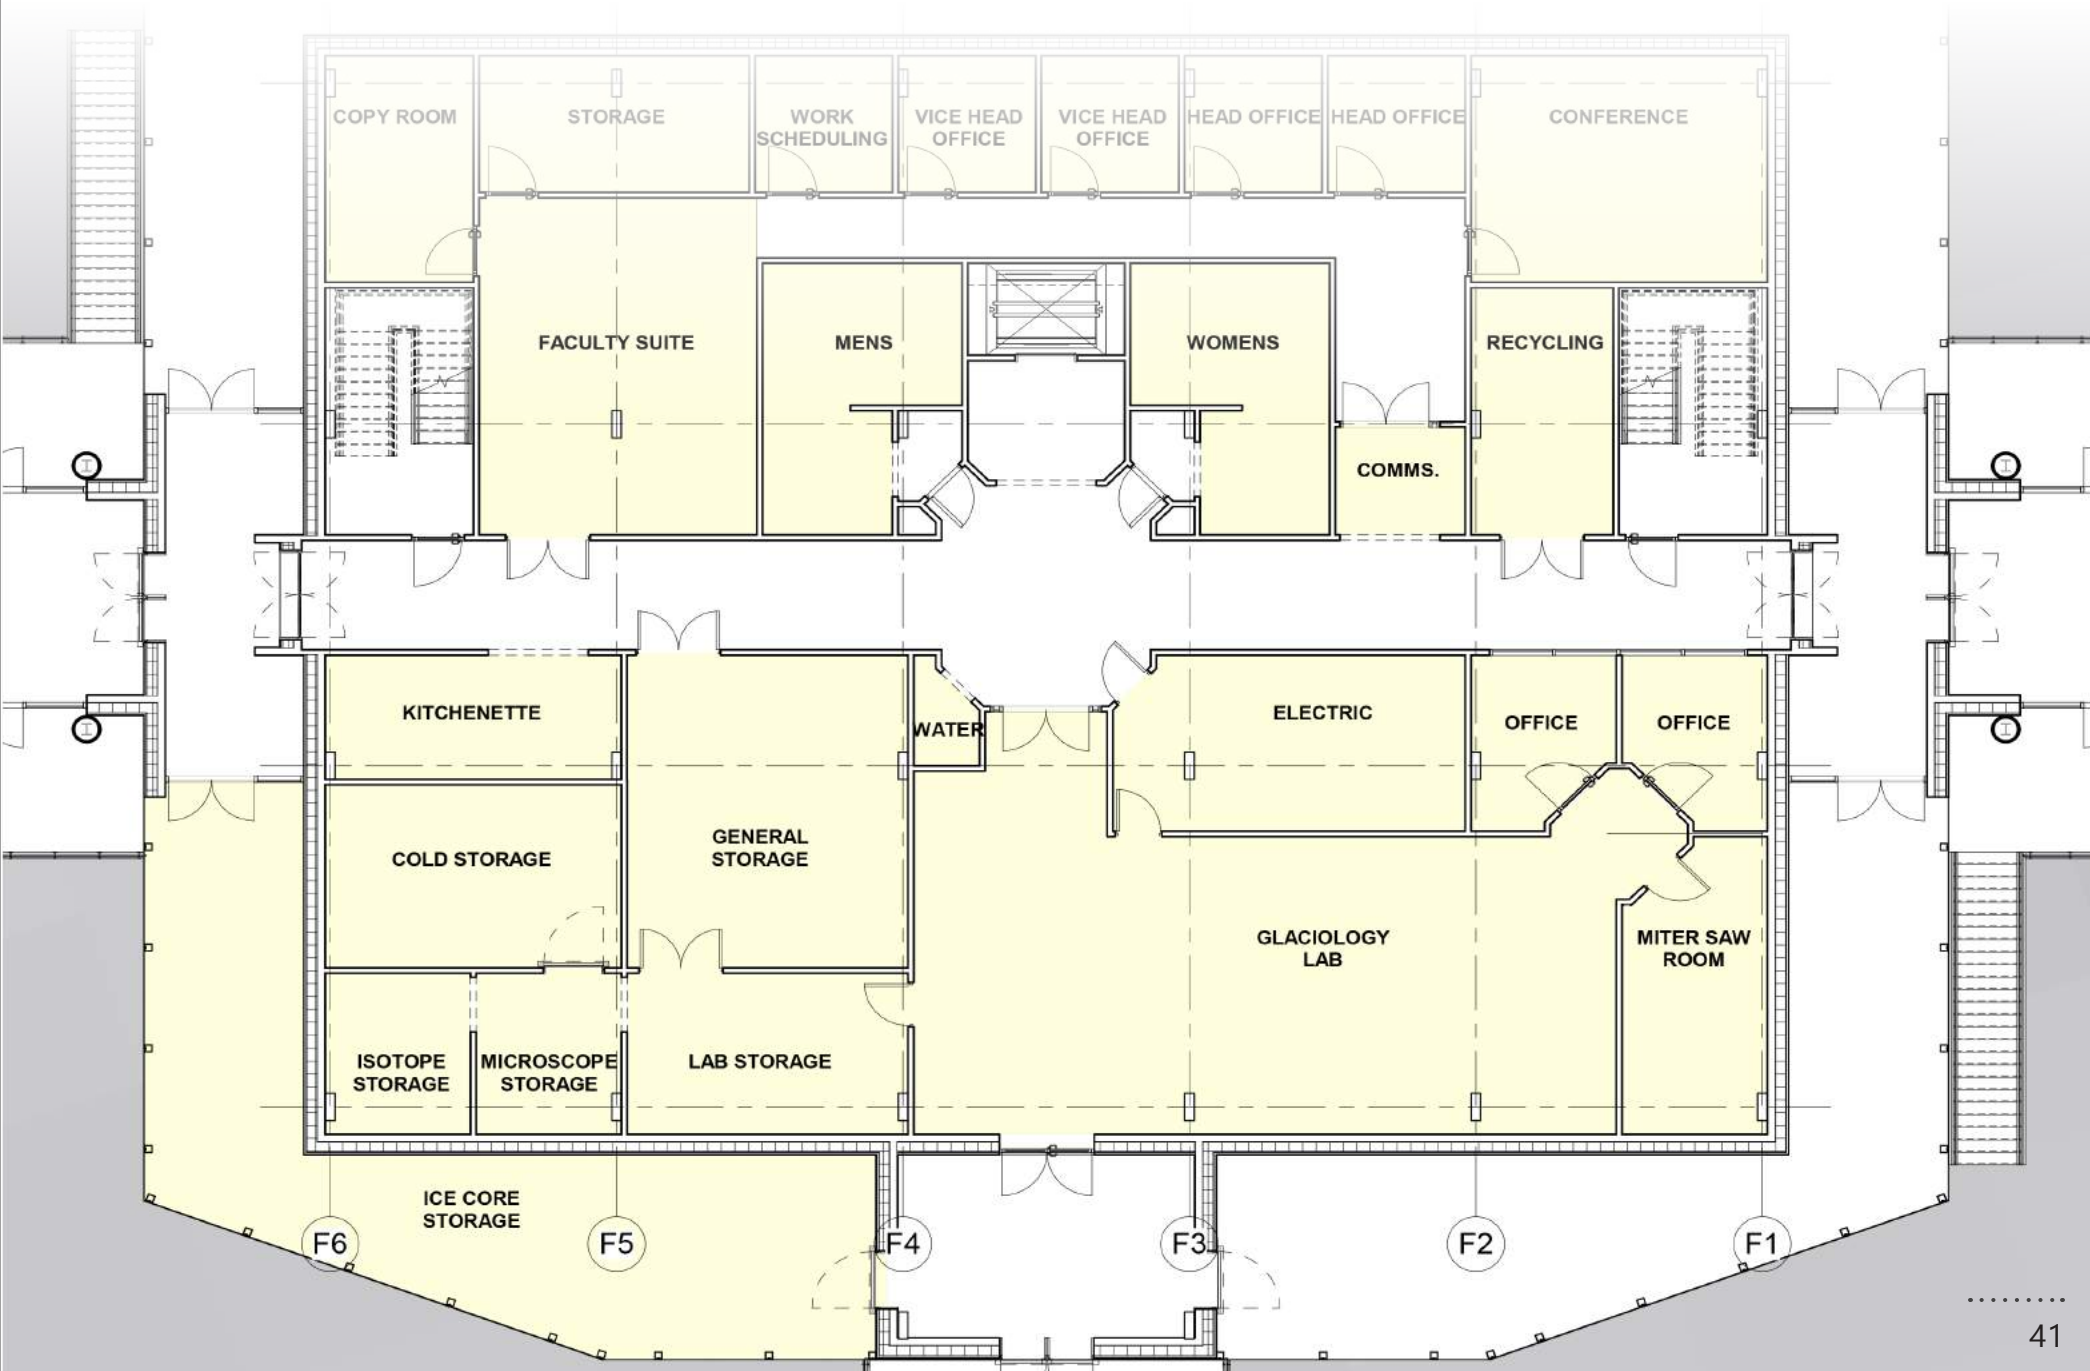 COPY ROOM
STORAGE
WORK
SCHEDULING
VICE HEAD
OFFICE
VICE HEAD
OFFICE
HEAD OFFICE
HEAD OFFICE
CONFERENCE
FACULTY SUITE
MENS
WOMENS
RECYCLING
COMMS.
KITCHENETTE
WATER
ELECTRIC
OFFICE
OFFICE
COLD STORAGE
GENERAL
STORAGE
GLACIOLOGY
LAB
MITER SAW
ROOM
ISOTOPE
STORAGE
MICROSCOPE
STORAGE
LAB STORAGE
ICE CORE
STORAGE
F6
F5
F4
F3
F2
F1
.........
41